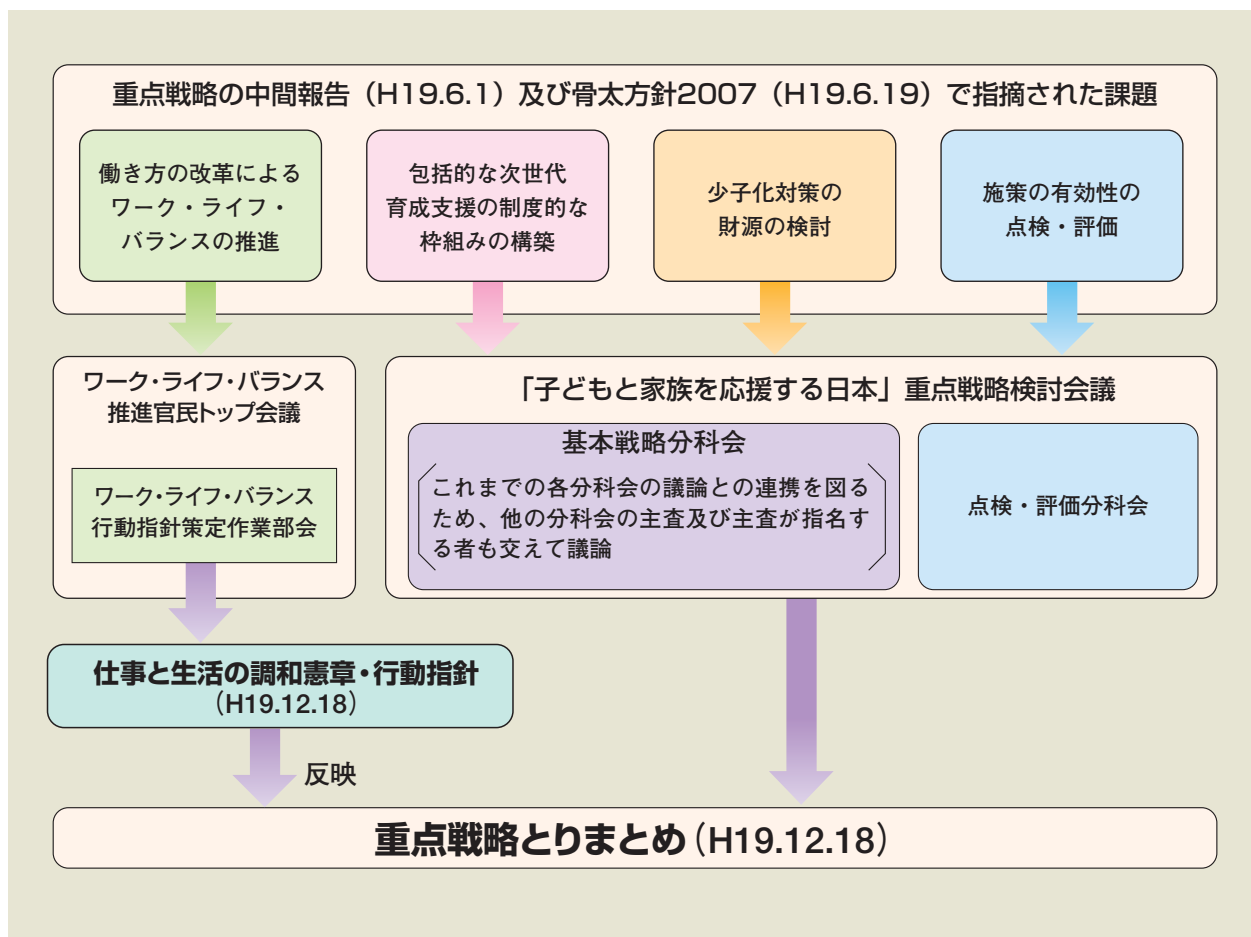 重点戦略の中間報告（H19.6.1）及び骨太方針2007（H19.6.19）で指摘された課題
働き方の改革による
ワーク・ライフ・
バランスの推進
包括的な次世代
育成支援の制度的な
枠組みの構築
少子化対策の
財源の検討
施策の有効性の
点検・評価
ワーク・ライフ・バランス
推進官民トップ会議
ワーク・ライフ・バランス
行動指針策定作業部会
「子どもと家族を応援する日本」重点戦略検討会議
基本戦略分科会
これまでの各分科会の議論との連携を図る
ため、他の分科会の主査及び主査が指名す
る者も交えて議論
点検・評価分科会
仕事と生活の調和憲章・行動指針
（H19.12.18）
反映
重点戦略とりまとめ（H19.12.18）